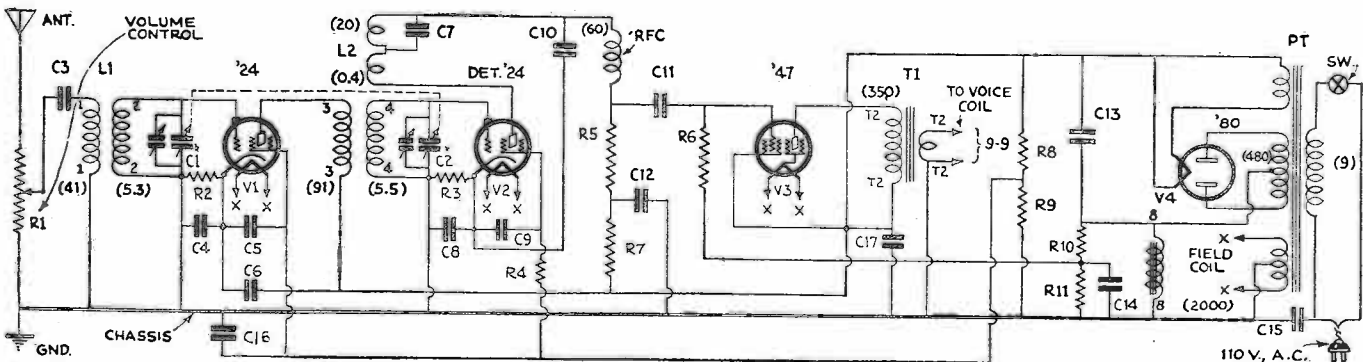 ANT.
VOLUME
CONTROL
C3
L1
1
1
(41)
R1
GND.
2
2
(5.3)
C1
'24
R2
V1
X X
C4
C5
C6
CHASSIS
C16
3
3
(91)
(20)
L2
(0.4)
C7
4
4
(5.5)
C2
DET. '24
R3
V2
X X
C8
C9
R4
C10
(60)
RFC
R5
C11
C12
R7
R6
'47
V3
X X
T1
(350)
T2
T2
C17
TO VOICE
COIL
T2
T2
9-9
R8
R9
C13
R10
R11
C14
8
8
(2000)
'80
V4
(480)
X
FIELD
COIL
X
PT
SW.
(9)
C15
110 V., A.C.